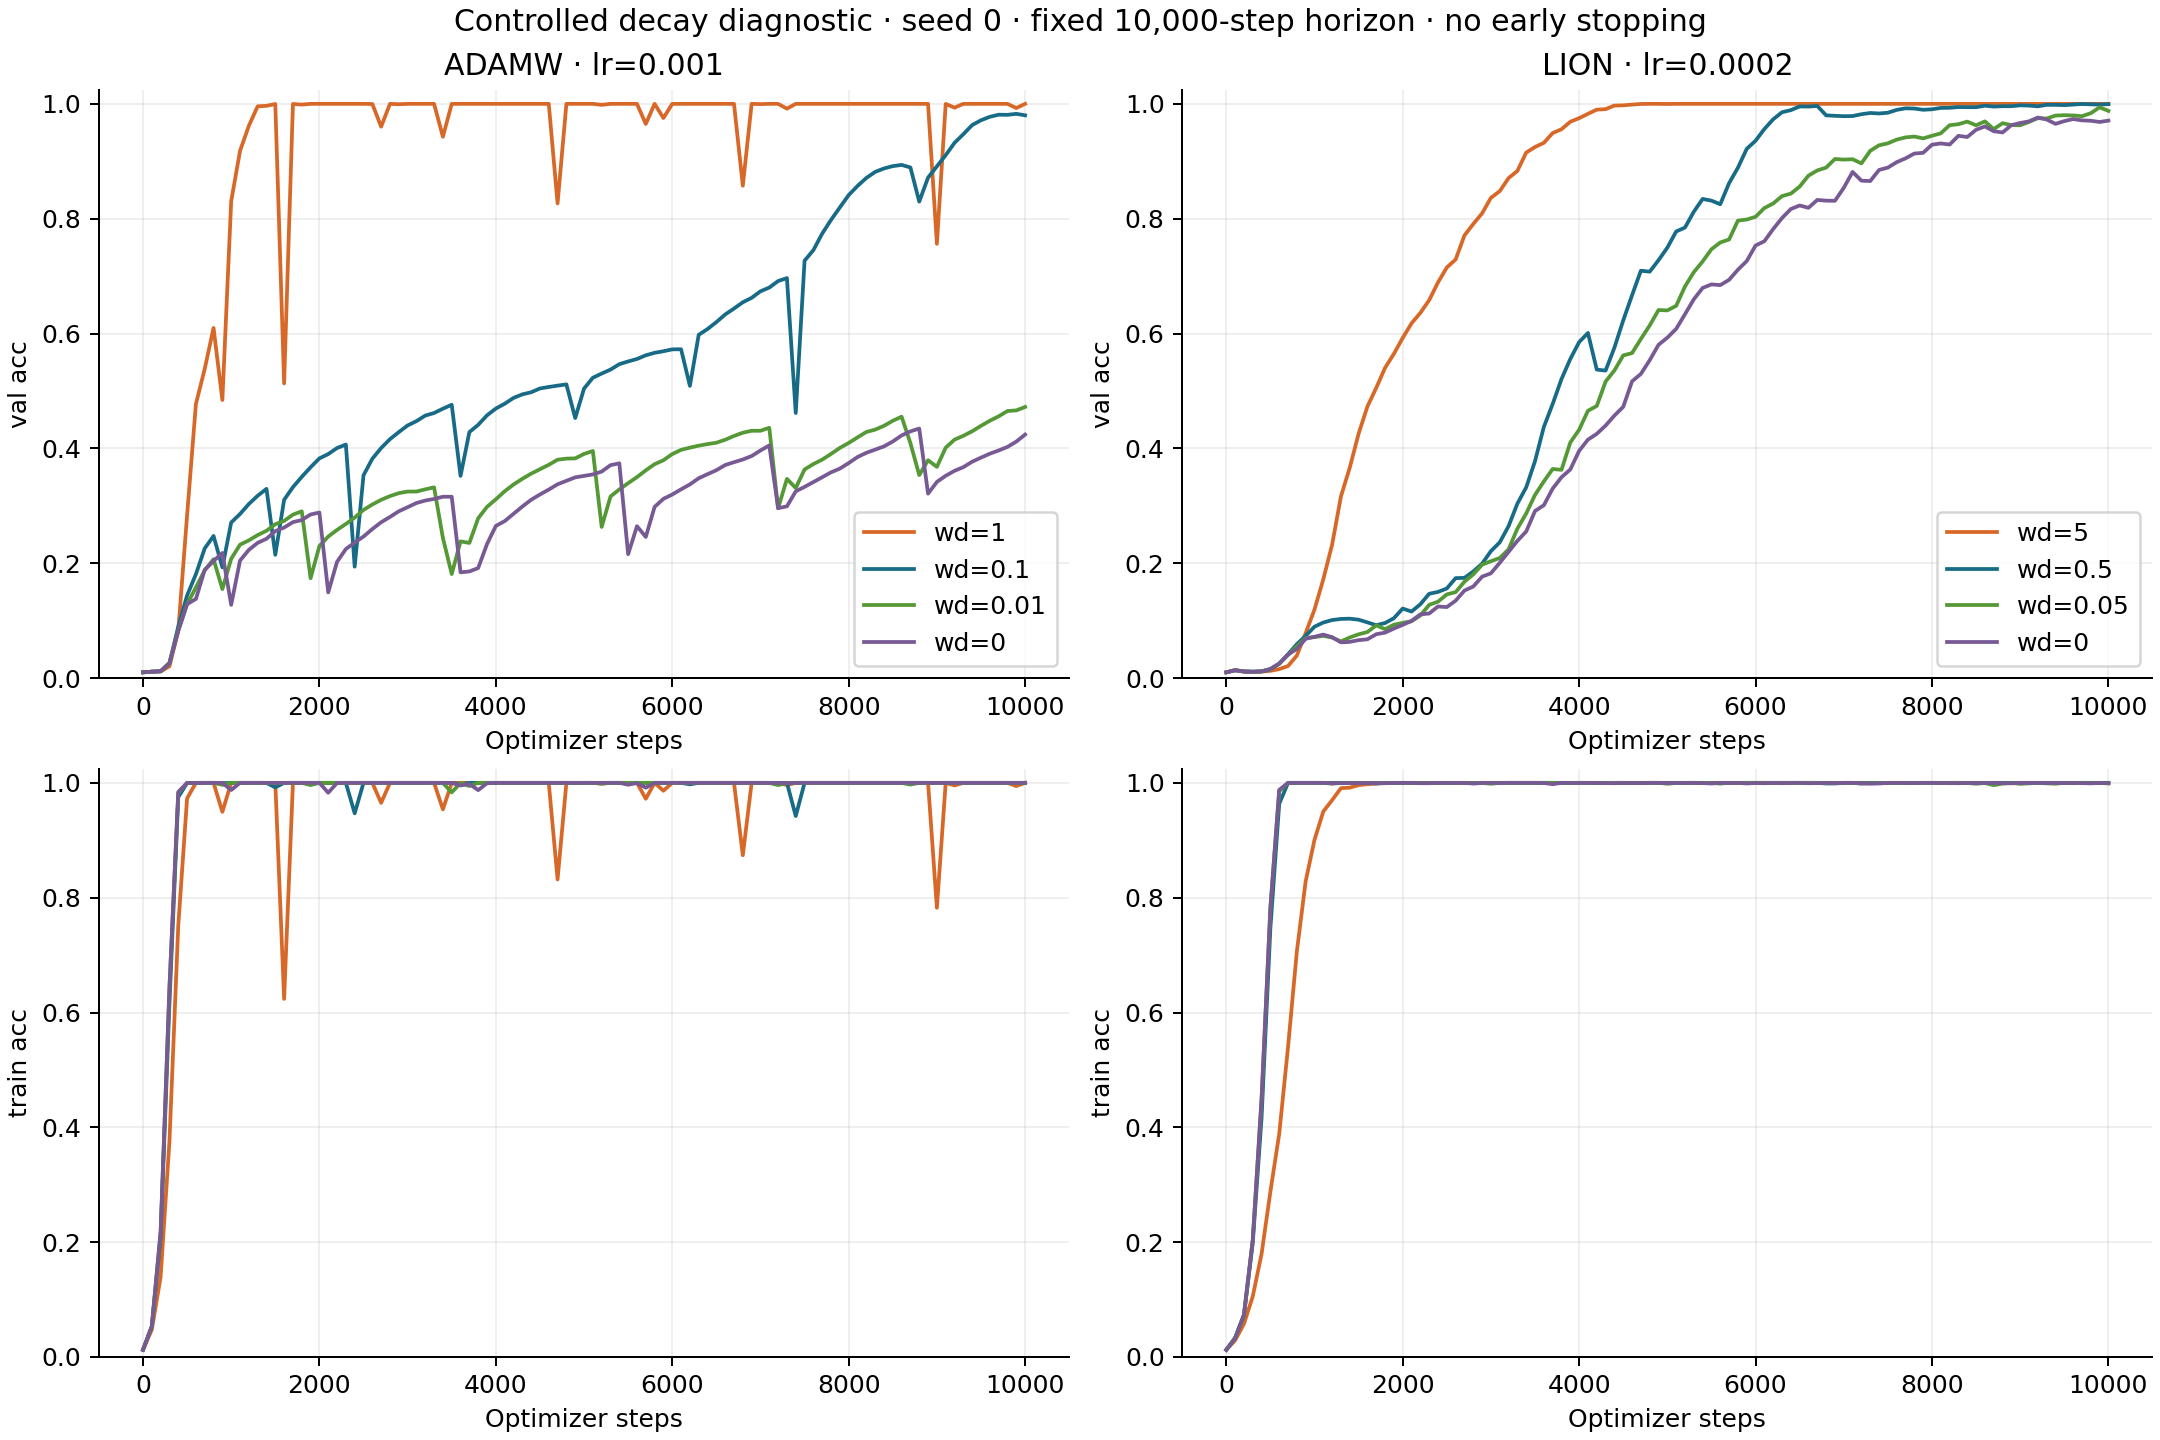 Controlled decay diagnostic · seed 0 · fixed 10,000-step horizon · no early stopping
ADAMW · lr=0.001
1.0
0.8
0.6
0.4
0.2
0.0
val acc
0 2000 4000 6000 8000 10000
Optimizer steps
wd=1
wd=0.1
wd=0.01
wd=0
LION · lr=0.0002
1.0
0.8
0.6
0.4
0.2
0.0
val acc
0 2000 4000 6000 8000 10000
Optimizer steps
wd=5
wd=0.5
wd=0.05
wd=0
1.0
0.8
0.6
0.4
0.2
0.0
train acc
0 2000 4000 6000 8000 10000
Optimizer steps
1.0
0.8
0.6
0.4
0.2
0.0
train acc
0 2000 4000 6000 8000 10000
Optimizer steps